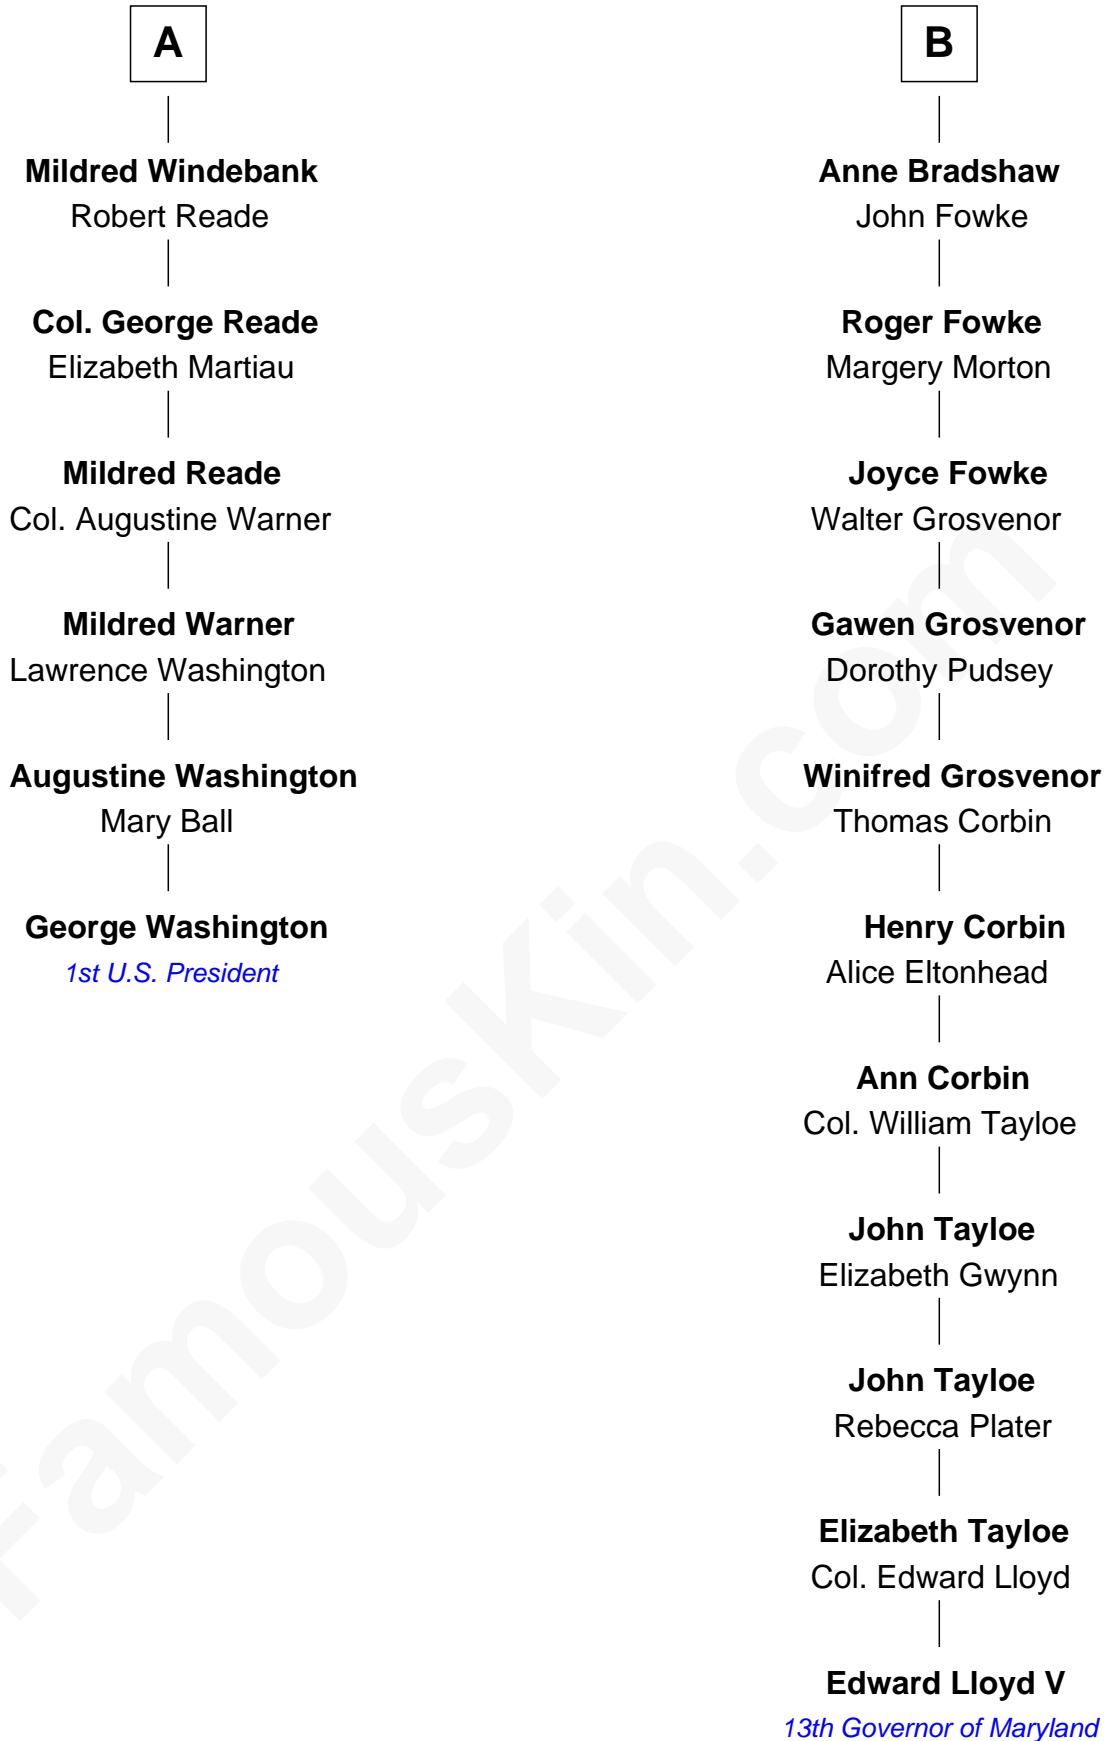 A
Mildred Windebank
Robert Reade
Col. George Reade
Elizabeth Martiau
Mildred Reade
Col. Augustine Warner
Mildred Warner
Lawrence Washington
Augustine Washington
Mary Ball
George Washington
1st U.S. President
B
Anne Bradshaw
John Fowke
Roger Fowke
Margery Morton
Joyce Fowke
Walter Grosvenor
Gawen Grosvenor
Dorothy Pudsey
Winifred Grosvenor
Thomas Corbin
Henry Corbin
Alice Eltonhead
Ann Corbin
Col. William Tayloe
John Tayloe
Elizabeth Gwynn
John Tayloe
Rebecca Plater
Elizabeth Tayloe
Col. Edward Lloyd
Edward Lloyd V
13th Governor of Maryland
FamousKin.com